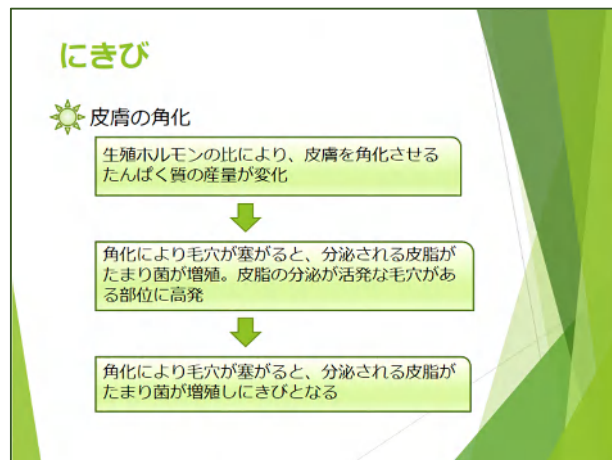 にきび
皮膚の角化
生殖ホルモンの比により、皮膚を角化させる
たんぱく質の産量が変化
角化により毛穴が塞がると、分泌される皮脂が
たまり菌が増殖。皮脂の分泌が活発な毛穴があ
る部位に高発
角化により毛穴が塞がると、分泌される皮脂が
たまり菌が増殖しにきびとなる